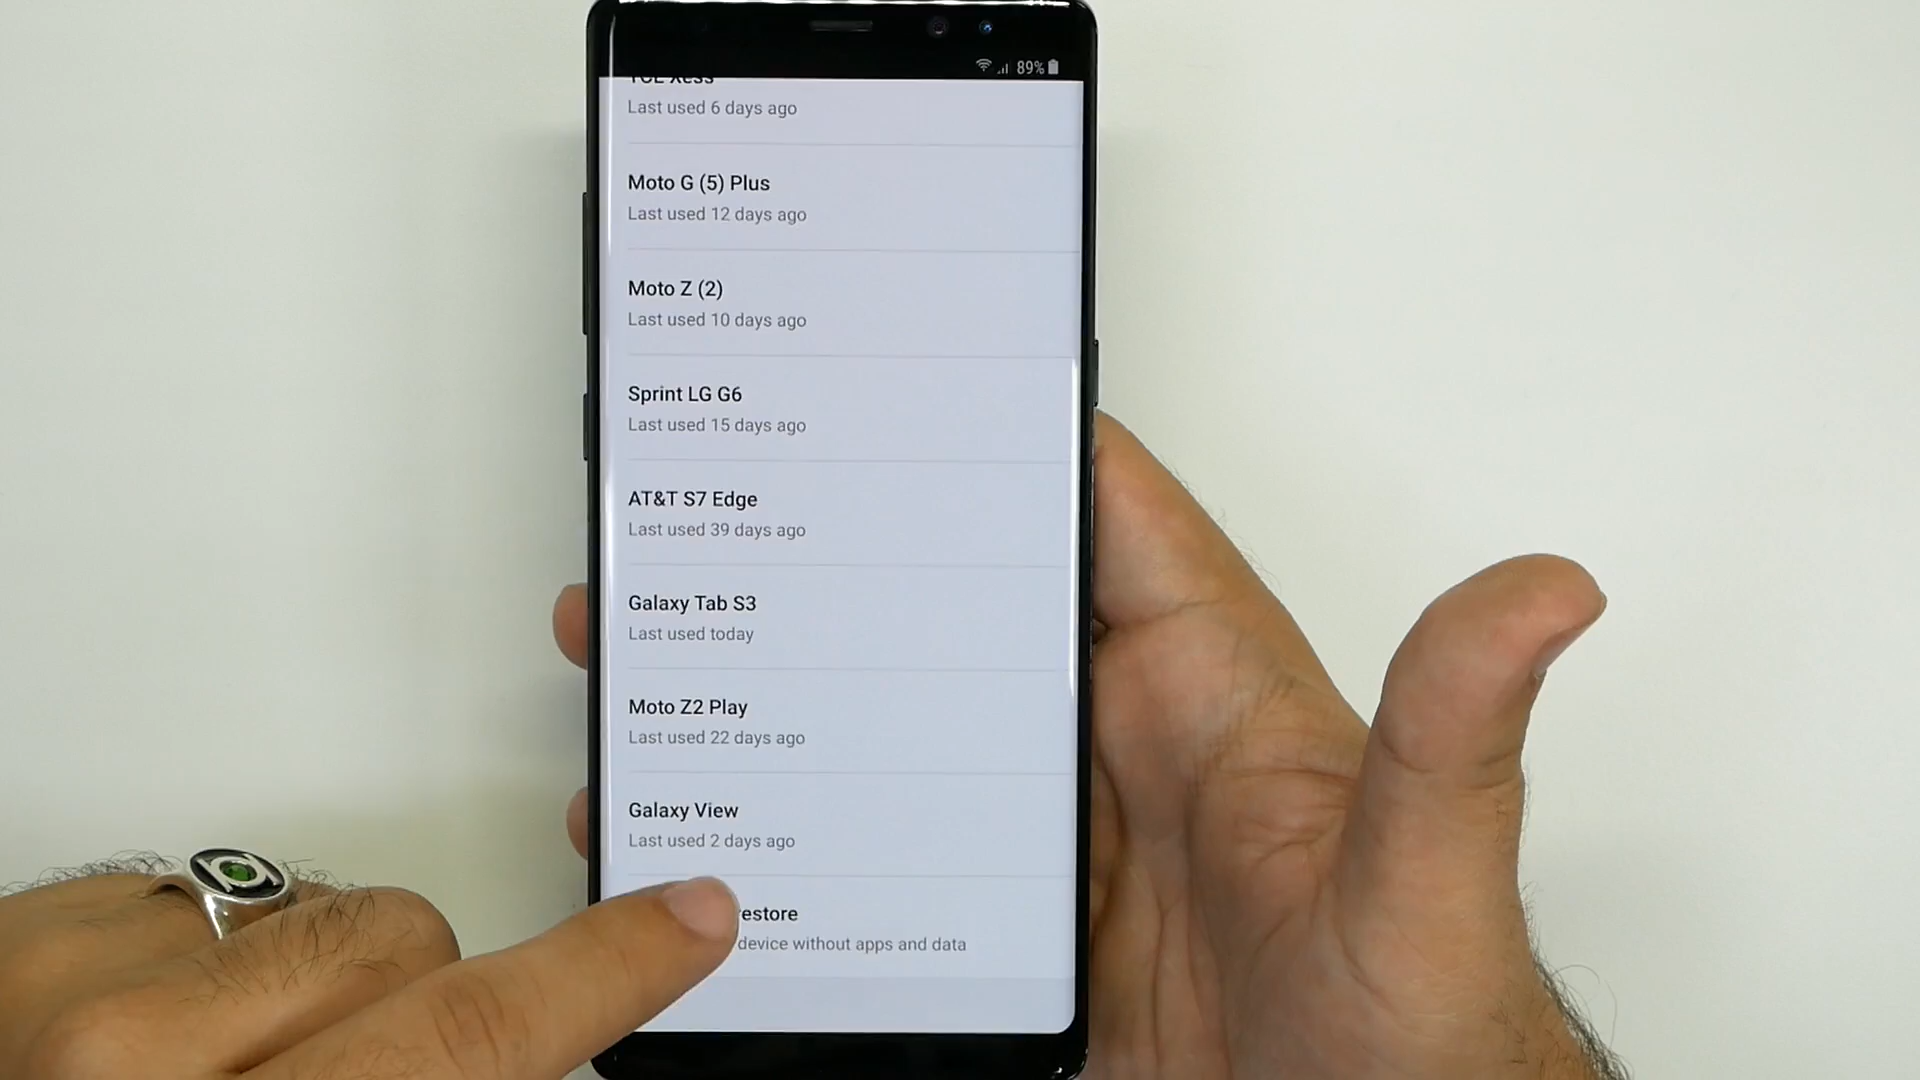 89%
TCL Xess
Last used 6 days ago
Moto G (5) Plus
Last used 12 days ago
Moto Z (2)
Last used 10 days ago
Sprint LG G6
Last used 15 days ago
AT&T S7 Edge
Last used 39 days ago
Galaxy Tab S3
Last used today
Moto Z2 Play
Last used 22 days ago
Galaxy View
Last used 2 days ago
restore
device without apps and data